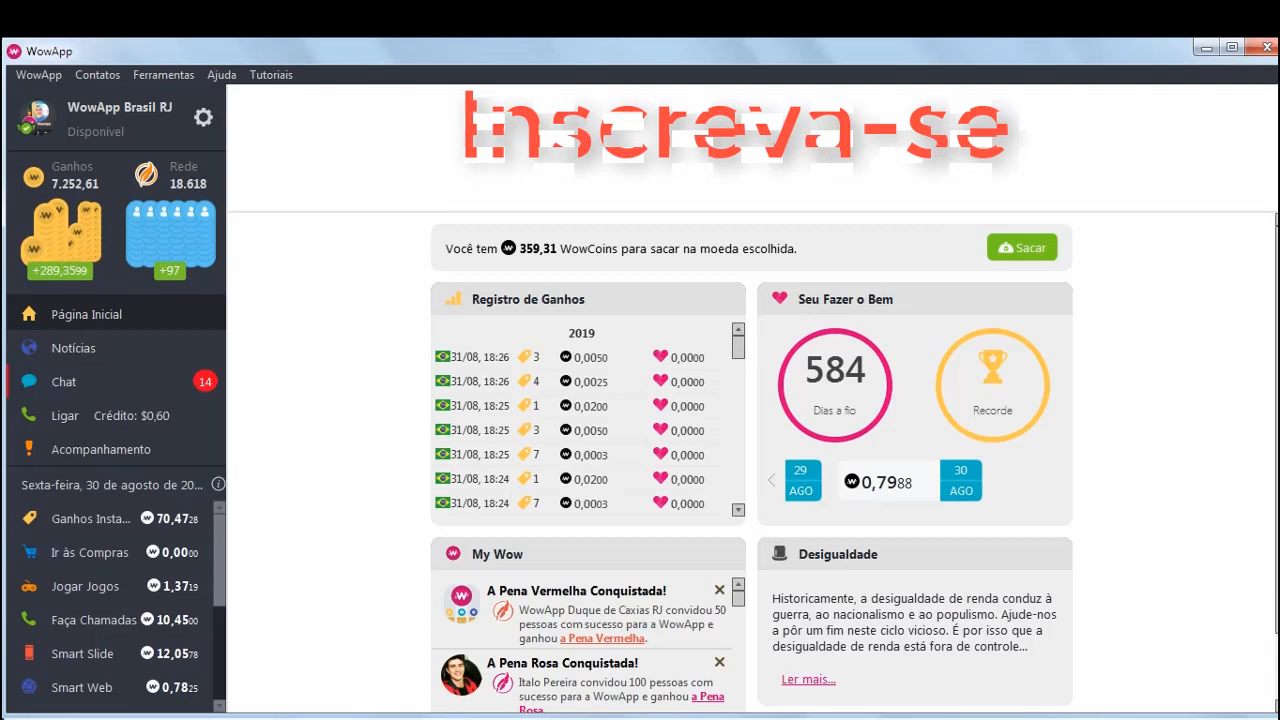 WowApp
WowApp Contatos Ferramentas Ajuda Tutoriais
WowApp Brasil RJ
Disponível
Ganhos
7.252,61
Rede
18.618
+289,3599
+97
Página Inicial
Notícias
Chat 14
Ligar Crédito: $0,60
Acompanhamento
Sexta-feira, 30 de agosto de 20...
Ganhos Insta... 70,4728
Ir às Compras 0,0000
Jogar Jogos 1,3719
Faça Chamadas 10,4500
Smart Slide 12,0578
Smart Web 0,7825
Inscreva-se
Você tem 359,31 WowCoins para sacar na moeda escolhida.
Sacar
Registro de Ganhos
2019
31/08, 18:26 3 0,0050 0,0000
31/08, 18:26 4 0,0025 0,0000
31/08, 18:25 1 0,0200 0,0000
31/08, 18:25 3 0,0050 0,0000
31/08, 18:25 7 0,0003 0,0000
31/08, 18:24 1 0,0200 0,0000
31/08, 18:24 7 0,0003 0,0000
Seu Fazer o Bem
584
Dias a fio
Recorde
29
AGO
0,7988
30
AGO
My Wow
A Pena Vermelha Conquistada!
WowApp Duque de Caxias RJ convidou 50
pessoas com sucesso para a WowApp e
ganhou a Pena Vermelha.
A Pena Rosa Conquistada!
Italo Pereira convidou 100 pessoas com
sucesso para a WowApp e ganhou a Pena
Rosa.
Desigualdade
Historicamente, a desigualdade de renda conduz à
guerra, ao nacionalismo e ao populismo. Ajude-nos
a pôr um fim neste ciclo vicioso. É por isso que a
desigualdade de renda está fora de controle...
Ler mais...